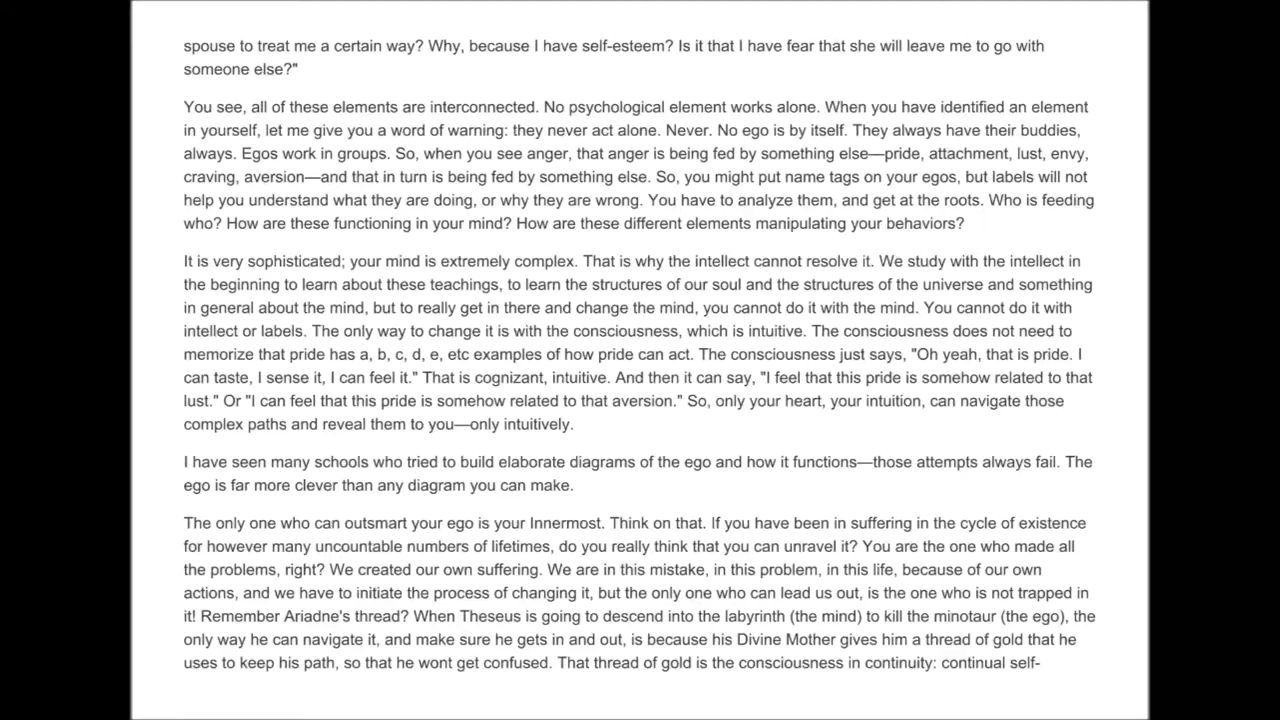 spouse to treat me a certain way? Why, because I have self-esteem? Is it that I have fear that she will leave me to go with
someone else?"
You see, all of these elements are interconnected. No psychological element works alone. When you have identified an element
in yourself, let me give you a word of warning: they never act alone. Never. No ego is by itself. They always have their buddies,
always. Egos work in groups. So, when you see anger, that anger is being fed by something else—pride, attachment, lust, envy,
craving, aversion—and that in turn is being fed by something else. So, you might put name tags on your egos, but labels will not
help you understand what they are doing, or why they are wrong. You have to analyze them, and get at the roots. Who is feeding
who? How are these functioning in your mind? How are these different elements manipulating your behaviors?
It is very sophisticated; your mind is extremely complex. That is why the intellect cannot resolve it. We study with the intellect in
the beginning to learn about these teachings, to learn the structures of our soul and the structures of the universe and something
in general about the mind, but to really get in there and change the mind, you cannot do it with the mind. You cannot do it with
intellect or labels. The only way to change it is with the consciousness, which is intuitive. The consciousness does not need to
memorize that pride has a, b, c, d, e, etc examples of how pride can act. The consciousness just says, "Oh yeah, that is pride. I
can taste, I sense it, I can feel it." That is cognizant, intuitive. And then it can say, "I feel that this pride is somehow related to that
lust." Or "I can feel that this pride is somehow related to that aversion." So, only your heart, your intuition, can navigate those
complex paths and reveal them to you—only intuitively.
I have seen many schools who tried to build elaborate diagrams of the ego and how it functions—those attempts always fail. The
ego is far more clever than any diagram you can make.
The only one who can outsmart your ego is your Innermost. Think on that. If you have been in suffering in the cycle of existence
for however many uncountable numbers of lifetimes, do you really think that you can unravel it? You are the one who made all
the problems, right? We created our own suffering. We are in this mistake, in this problem, in this life, because of our own
actions, and we have to initiate the process of changing it, but the only one who can lead us out, is the one who is not trapped in
it! Remember Ariadne's thread? When Theseus is going to descend into the labyrinth (the mind) to kill the minotaur (the ego), the
only way he can navigate it, and make sure he gets in and out, is because his Divine Mother gives him a thread of gold that he
uses to keep his path, so that he wont get confused. That thread of gold is the consciousness in continuity: continual self-